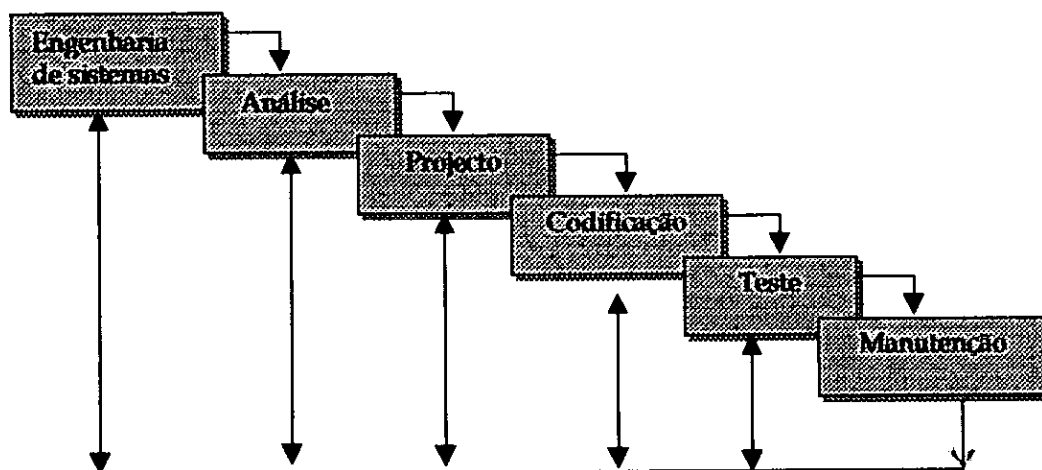 Engenharia
de sistemas
Análise
Projecto
Codificação
Teste
Manutenção